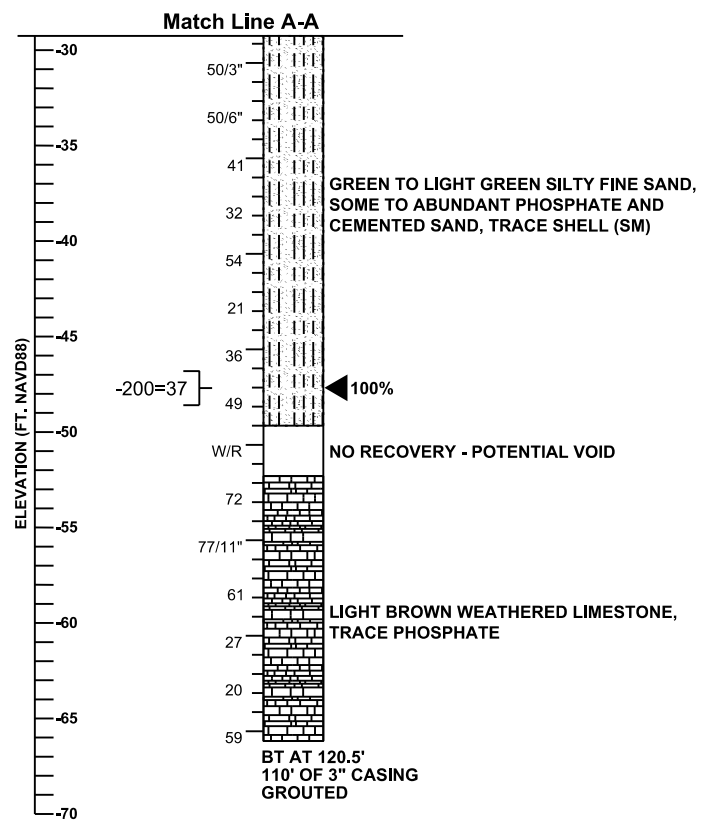 Match Line A-A
-30
50/3"
50/6"
-35
41
GREEN TO LIGHT GREEN SILTY FINE SAND,
SOME TO ABUNDANT PHOSPHATE AND
CEMENTED SAND, TRACE SHELL (SM)
32
-40
54
21
-45
36
-200=37
100%
49
ELEVATION (FT. NAVD88)
-50
W/R
NO RECOVERY - POTENTIAL VOID
72
-55
77/11"
61
LIGHT BROWN WEATHERED LIMESTONE,
TRACE PHOSPHATE
-60
27
20
-65
59
BT AT 120.5'
110' OF 3" CASING
GROUTED
-70